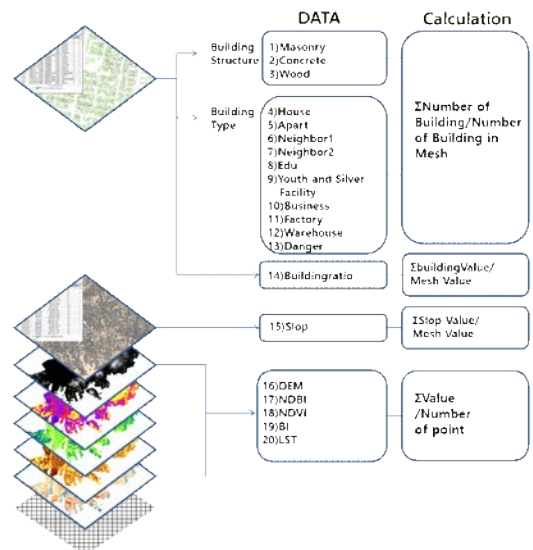 DATA
Calculation
Building
Structure
1)Masonry
2)Concrete
3)Wood
Building
Type
4)House
5)Apart
6)Neighbor1
7)Neighbor2
8)Edu
9)Youth and Silver
Facility
10)Business
11)Factory
12)Warehouse
13)Danger
ΣNumber of
Building/Number
of Building in
Mesh
14)Buildingratio
ΣbuildingValue/
Mesh Value
15)Slop
ΣSlop Value/
Mesh Value
16)DEM
17)NDBI
18)NDVI
19)BI
20)LST
ΣValue
/Number
of point